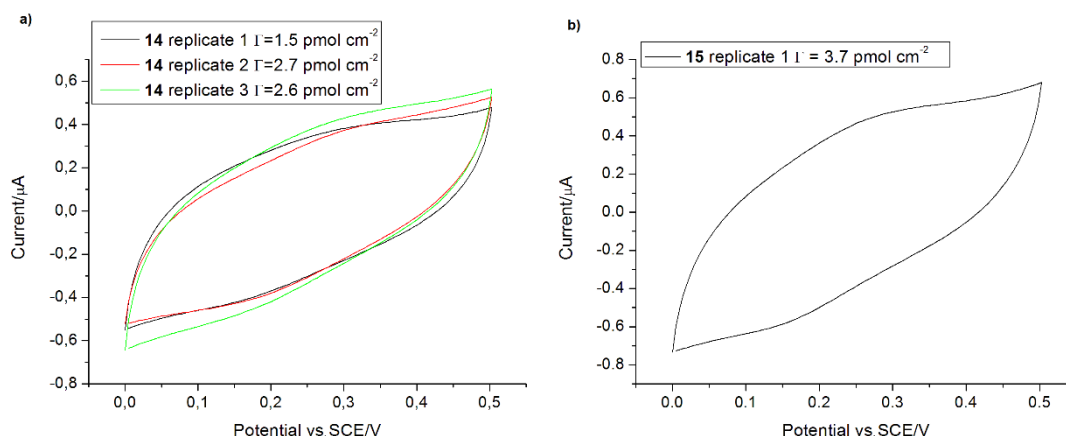 a)
14 replicate 1 Γ=1.5 pmol cm⁻²
14 replicate 2 Γ=2.7 pmol cm⁻²
14 replicate 3 Γ=2.6 pmol cm⁻²
0,6
0,4
0,2
0,0
-0,2
-0,4
-0,6
-0,8
Current/μA
0,0 0,1 0,2 0,3 0,4 0,5
Potential vs.SCE/V
b)
15 replicate 1 Γ = 3.7 pmol cm⁻²
0.8
0.6
0.4
0.2
0.0
-0.2
-0.4
-0.6
-0.8
Current/μA
0.0 0.1 0.2 0.3 0.4 0.5
Potential vs.SCE/V